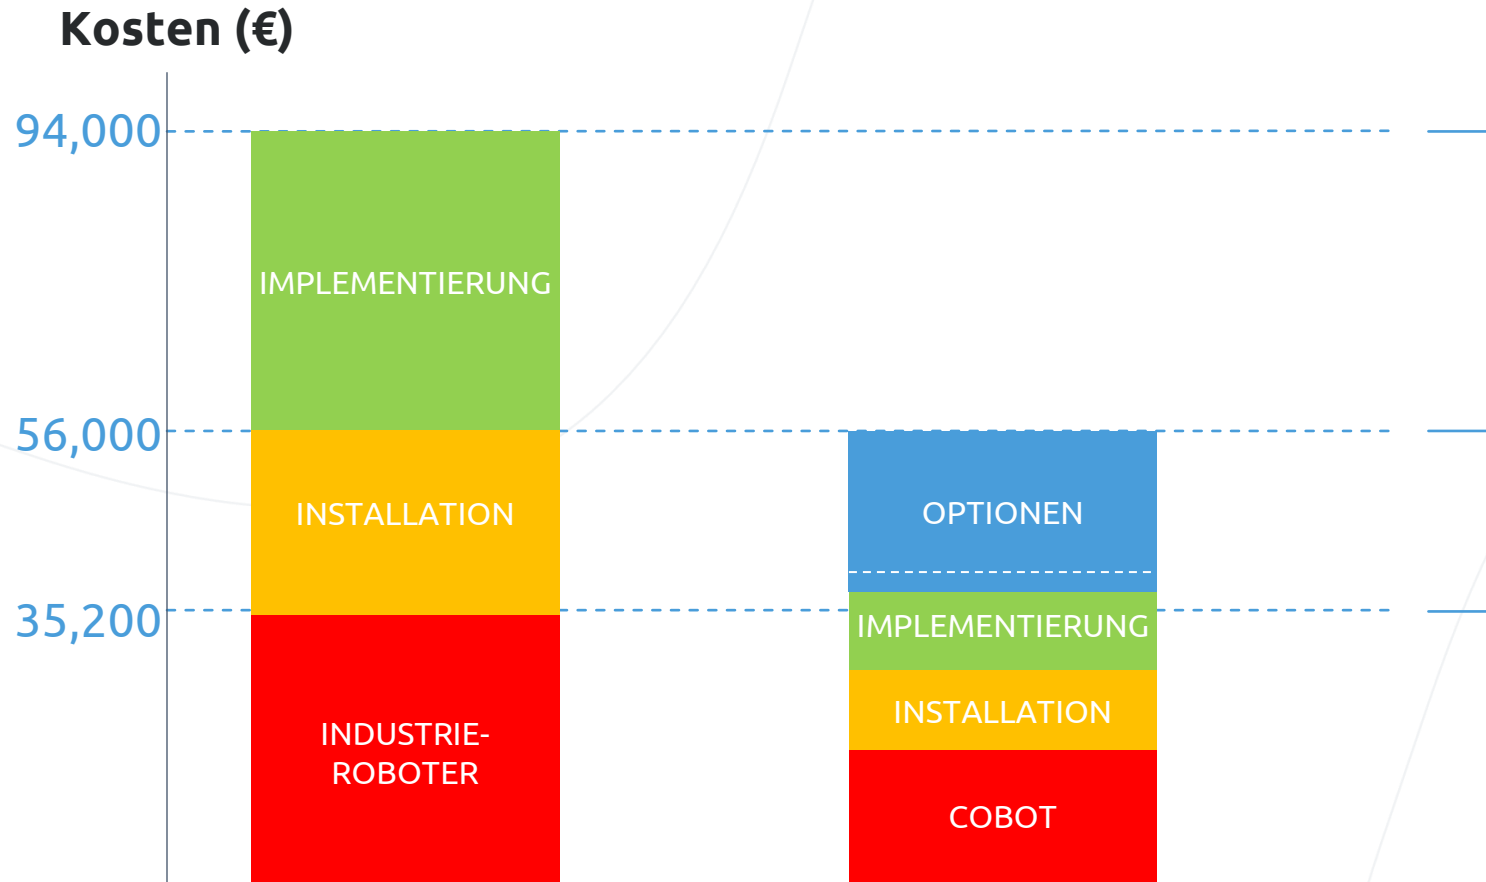 Kosten (€)
94,000
IMPLEMENTIERUNG
56,000
INSTALLATION
OPTIONEN
35,200
IMPLEMENTIERUNG
INSTALLATION
INDUSTRIE-
ROBOTER
COBOT